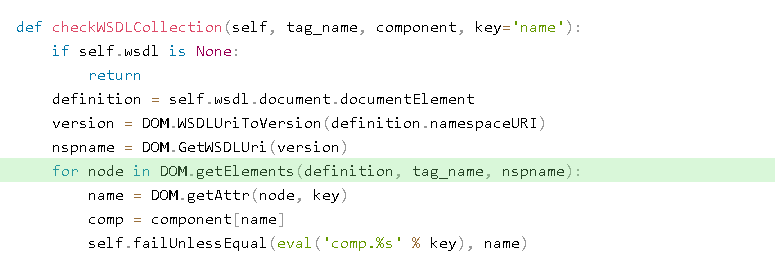 def checkWSDLCollection(self, tag_name, component, key='name'):
    if self.wsdl is None:
        return
    definition = self.wsdl.document.documentElement
    version = DOM.WSDLUriToVersion(definition.namespaceURI)
    nspname = DOM.GetWSDLUri(version)
    for node in DOM.getElements(definition, tag_name, nspname):
        name = DOM.getAttr(node, key)
        comp = component[name]
        self.failUnlessEqual(eval('comp.%s' % key), name)